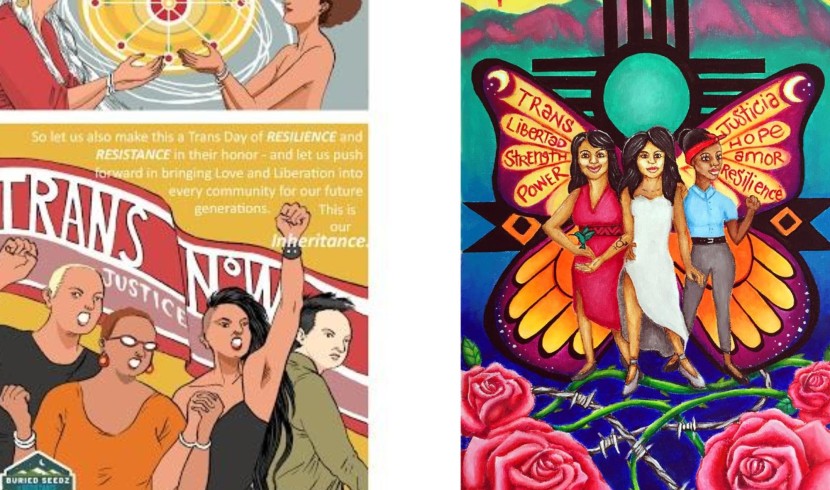 So let us also make this a Trans Day of RESILIENCE and
RESISTANCE in their honor - and let us push
forward in bringing Love and Liberation into
every community for our future
generations.
This is
our
Inheritance.
TRANS
JUSTICE
NOW
BURIED SEEDZ
TRANS
LIBERTAD
STRENGTH
POWER
JUSTICIA
HOPE
amor
Resilience